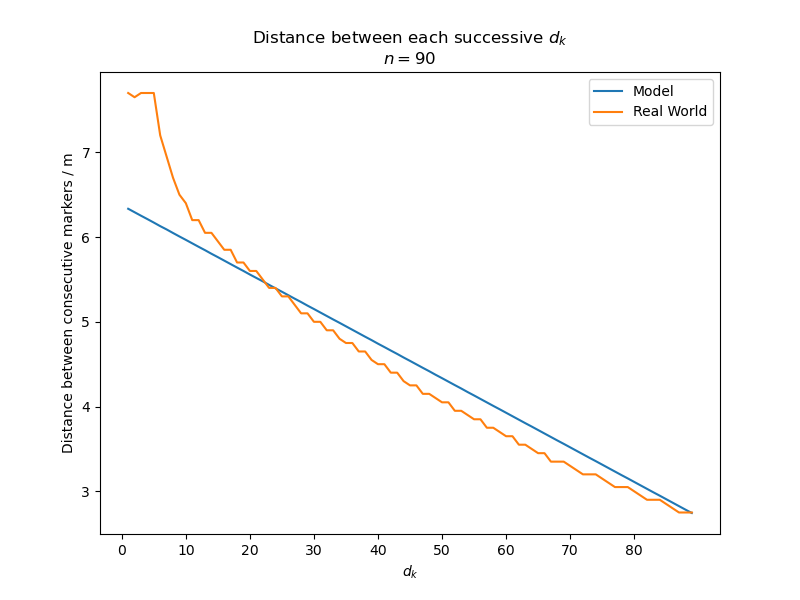 Distance between each successive d_k
n = 90
Model
Real World
Distance between consecutive markers / m
7
6
5
4
3
0 10 20 30 40 50 60 70 80
d_k